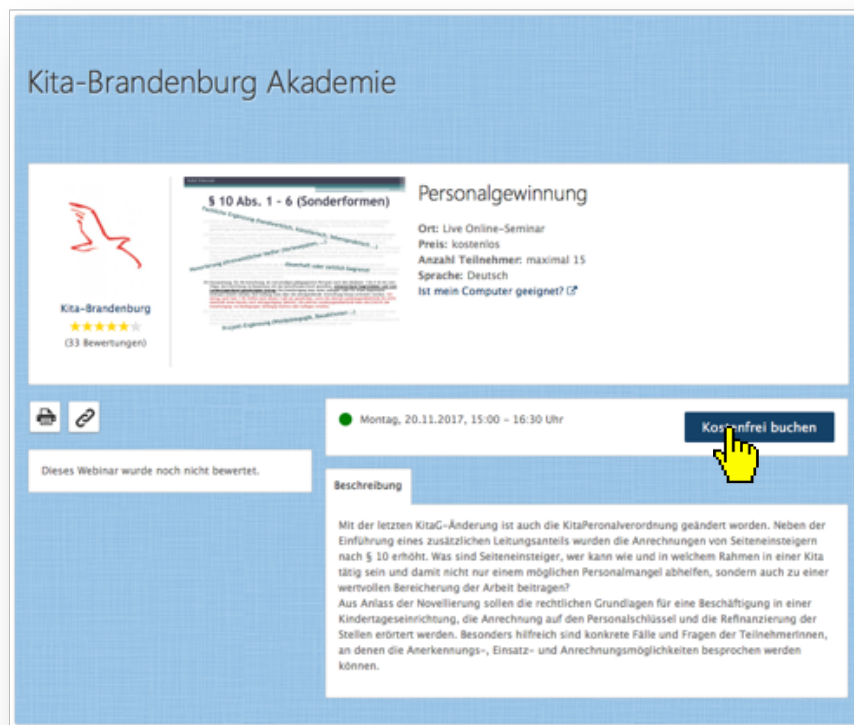 Kita-Brandenburg Akademie
§ 10 Abs. 1 - 6 (Sonderformen)
Personalgewinnung
Ort: Live Online-Seminar
Preis: kostenlos
Anzahl Teilnehmer: maximal 15
Sprache: Deutsch
Ist mein Computer geeignet?
Kita-Brandenburg
(33 Bewertungen)
Montag, 20.11.2017, 15:00 - 16:30 Uhr
Kostenfrei buchen
Dieses Webinar wurde noch nicht bewertet.
Beschreibung
Mit der letzten KitaG-Änderung ist auch die KitaPeronalverordnung geändert worden. Neben der
Einführung eines zusätzlichen Leitungsanteils wurden die Anrechnungen von Seiteneinsteigern
nach § 10 erhöht. Was sind Seiteneinsteiger, wer kann wie und in welchem Rahmen in einer Kita
tätig sein und damit nicht nur einem möglichen Personalmangel abhelfen, sondern auch zu einer
wertvollen Bereicherung der Arbeit beitragen?
Aus Anlass der Novellierung sollen die rechtlichen Grundlagen für eine Beschäftigung in einer
Kindertageseinrichtung, die Anrechnung auf den Personalschlüssel und die Refinanzierung der
Stellen erörtert werden. Besonders hilfreich sind konkrete Fälle und Fragen der TeilnehmerInnen,
an denen die Anerkennungs-, Einsatz- und Anrechnungsmöglichkeiten besprochen werden
können.